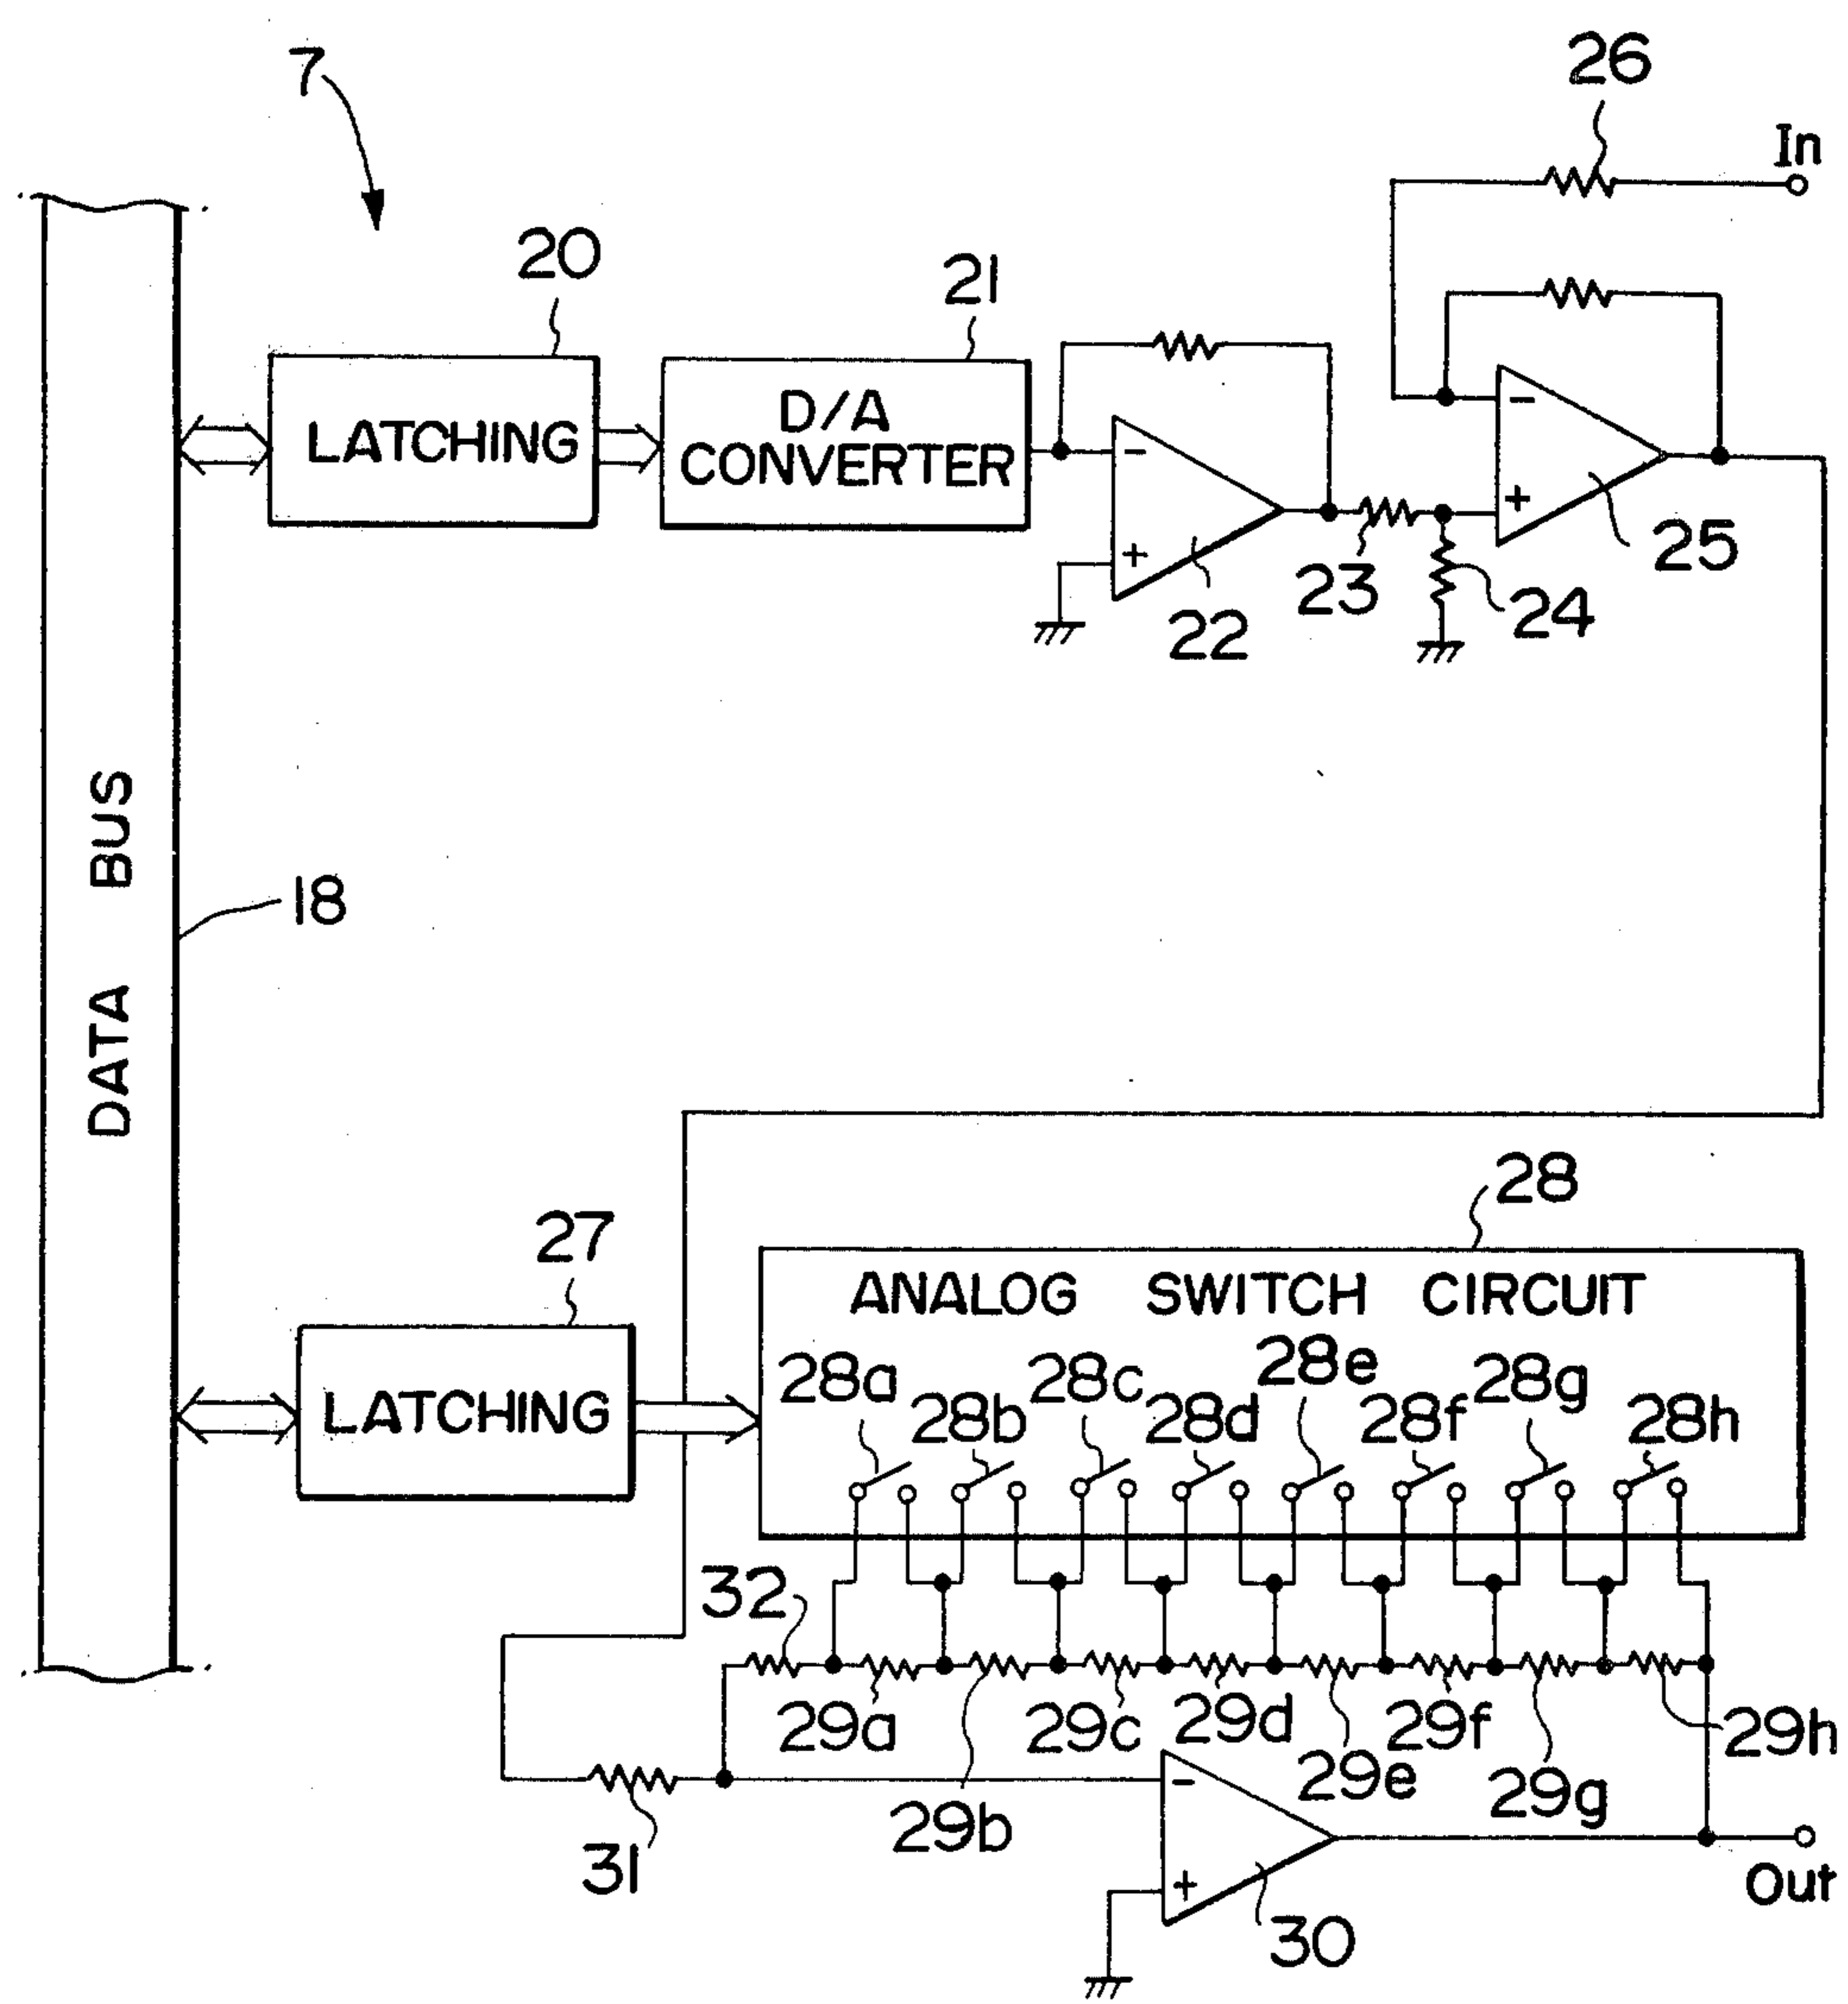 7
26
In
20
21
LATCHING
D/A
CONVERTER
-
+
22
23
24
-
+
25
DATA BUS
18
27
LATCHING
28
ANALOG SWITCH CIRCUIT
28a
28b
28c
28d
28e
28f
28g
28h
32
29a
29b
29c
29d
29e
29f
29g
29h
31
-
+
30
Out